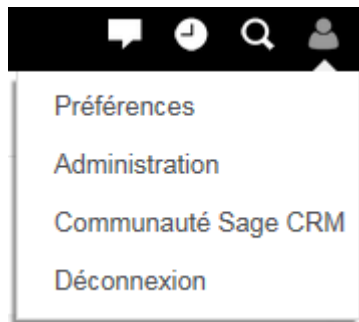 Préférences
Administration
Communauté Sage CRM
Déconnexion